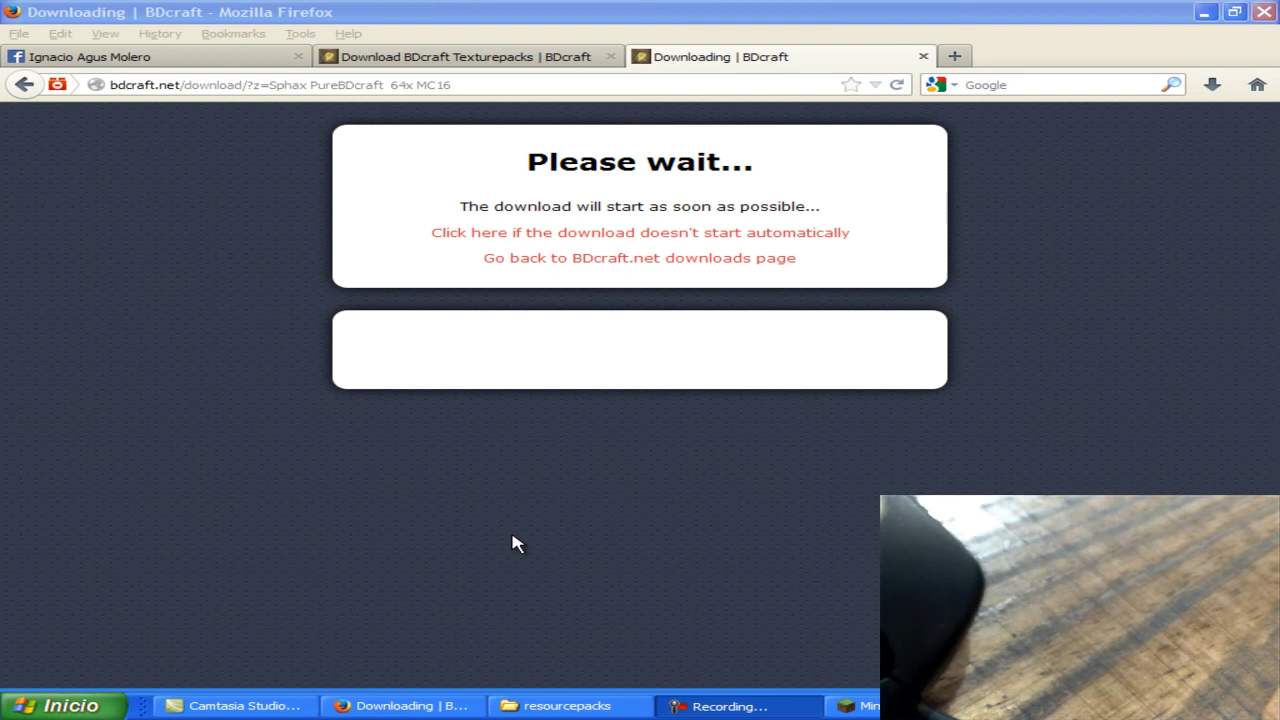 Downloading | BDcraft - Mozilla Firefox
File Edit View History Bookmarks Tools Help
Ignacio Agus Molero Download BDcraft Texturepacks | BDcraft Downloading | BDcraft
bdcraft.net/download/?z=Sphax PureBDcraft 64x MC16 Google
Please wait...
The download will start as soon as possible...
Click here if the download doesn't start automatically
Go back to BDcraft.net downloads page
Inicio Camtasia Studio... Downloading | B... resourcepacks Recording... Min